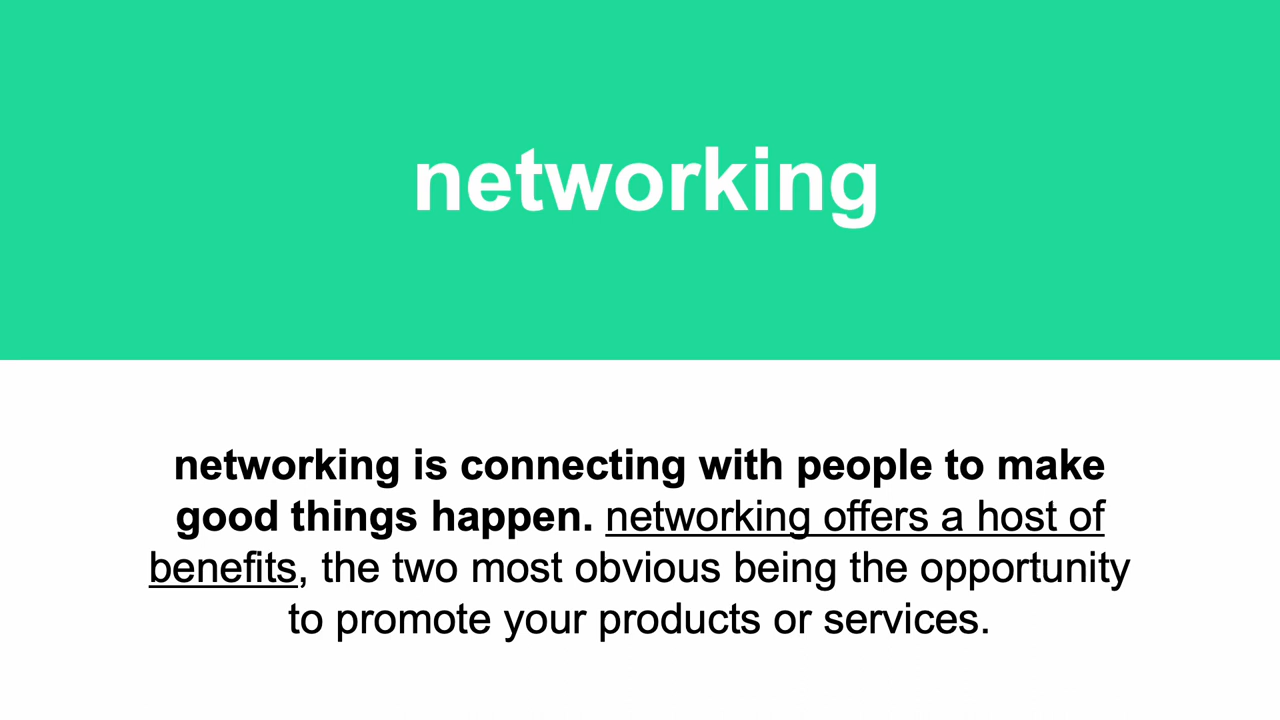 networking
networking is connecting with people to make
good things happen. networking offers a host of
benefits, the two most obvious being the opportunity
to promote your products or services.